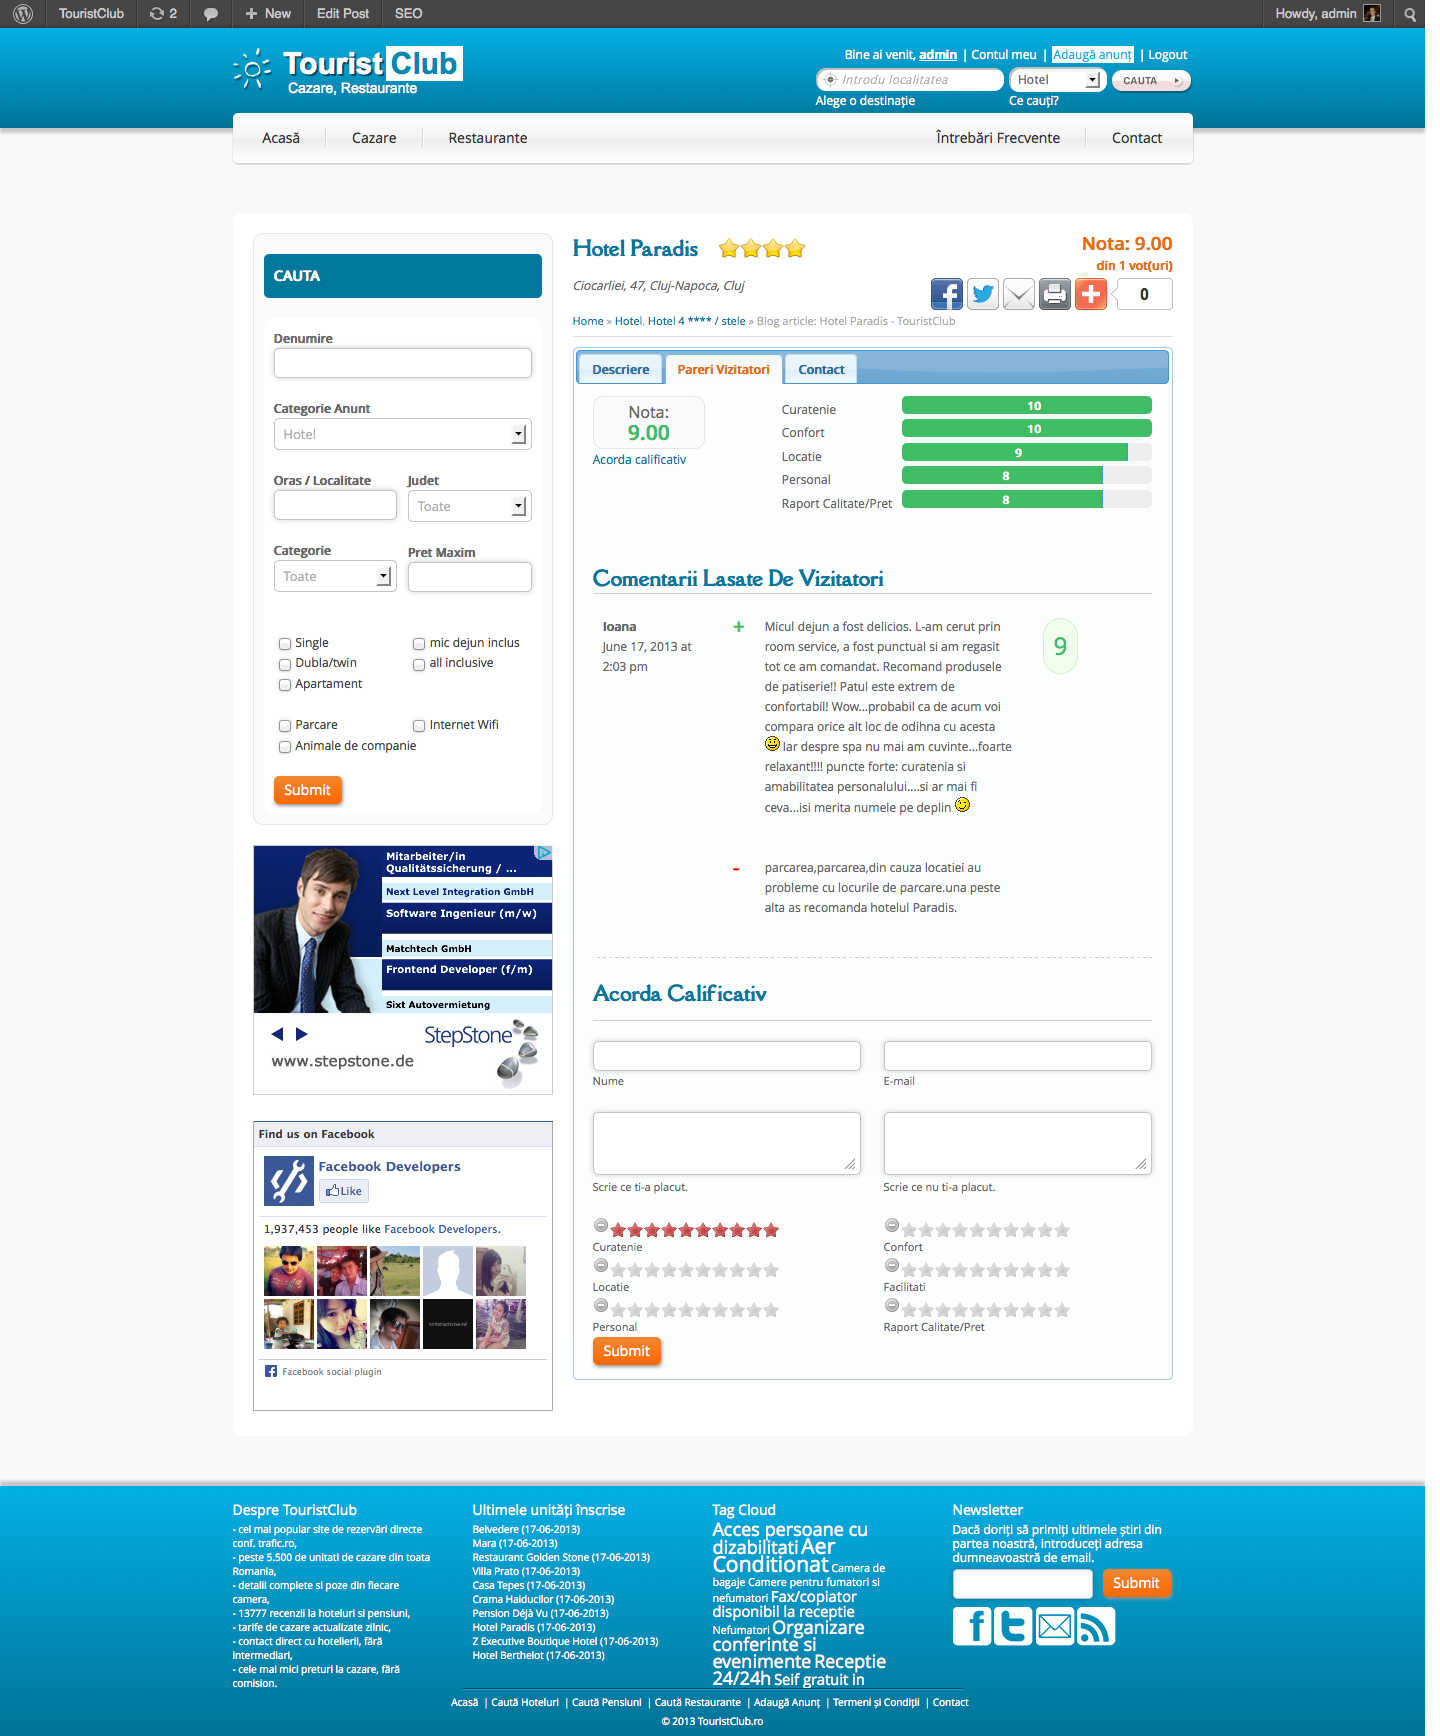 TouristClub 2 New Edit Post SEO Howdy, admin
Tourist Club
Cazare, Restaurante
Bine ai venit, admin | Contul meu | Adaugă anunț | Logout
Introdu localitatea Hotel CAUTA
Alege o destinație Ce cauți?
Acasă Cazare Restaurante Întrebări Frecvente Contact
CAUTA
Denumire
Categorie Anunt
Hotel
Oras / Localitate Judet
Toate
Categorie Pret Maxim
Toate
Single mic dejun inclus
Dubla/twin all inclusive
Apartament
Parcare Internet Wifi
Animale de companie
Submit
Mitarbeiter/in
Qualitätssicherung / ...
Next Level Integration GmbH
Software Ingenieur (m/w)
Matchtech GmbH
Frontend Developer (f/m)
Sixt Autovermietung
StepStone
www.stepstone.de
Find us on Facebook
Facebook Developers
Like
1,937,453 people like Facebook Developers.
Facebook social plugin
Hotel Paradis
Nota: 9.00
din 1 vot(uri)
Ciocarliei, 47, Cluj-Napoca, Cluj
0
Home » Hotel. Hotel 4 **** / stele » Blog article: Hotel Paradis - TouristClub
Descriere Pareri Vizitatori Contact
Nota:
9.00
Acorda calificativ
Curatenie 10
Confort 10
Locatie 9
Personal 8
Raport Calitate/Pret 8
Comentarii Lasate De Vizitatori
Ioana
June 17, 2013 at
2:03 pm
+
Micul dejun a fost delicios. L-am cerut prin
room service, a fost punctual si am regasit
tot ce am comandat. Recomand produsele
de patiserie!! Patul este extrem de
confortabil! Wow...probabil ca de acum voi
compara orice alt loc de odihna cu acesta
Iar despre spa nu mai am cuvinte...foarte
relaxant!!!! puncte forte: curatenia si
amabilitatea personalului....si ar mai fi
ceva...isi merita numele pe deplin
9
-
parcarea,parcarea,din cauza locatiei au
probleme cu locurile de parcare.una peste
alta as recomanda hotelul Paradis.
Acorda Calificativ
Nume E-mail
Scrie ce ti-a placut. Scrie ce nu ti-a placut.
Curatenie Confort
Locatie Facilitati
Personal Raport Calitate/Pret
Submit
Despre TouristClub
- cel mai popular site de rezervări directe
conf. trafic.ro,
- peste 5.500 de unitati de cazare din toata
Romania,
- detalii complete si poze din fiecare
camera,
- 13777 recenzii la hoteluri si pensiuni,
- tarife de cazare actualizate zilnic,
- contact direct cu hotelierii, fără
intermediari,
- cele mai mici preturi la cazare, fără
comision.
Ultimele unități înscrise
Belvedere (17-06-2013)
Mara (17-06-2013)
Restaurant Golden Stone (17-06-2013)
Villa Prato (17-06-2013)
Casa Tepes (17-06-2013)
Crama Haiducilor (17-06-2013)
Pension Déjà Vu (17-06-2013)
Hotel Paradis (17-06-2013)
Z Executive Boutique Hotel (17-06-2013)
Hotel Berthelot (17-06-2013)
Tag Cloud
Acces persoane cu
dizabilitati Aer
Conditionat Camera de
bagaje Camere pentru fumatori si
nefumatori Fax/copiator
disponibil la receptie
Nefumatori Organizare
conferinte si
evenimente Receptie
24/24h Seif gratuit in
Newsletter
Dacă doriți să primiți ultimele știri din
partea noastră, introduceți adresa
dumneavoastră de email.
Submit
Acasă | Caută Hoteluri | Caută Pensiuni | Caută Restaurante | Adaugă Anunț | Termeni și Condiții | Contact
© 2013 TouristClub.ro